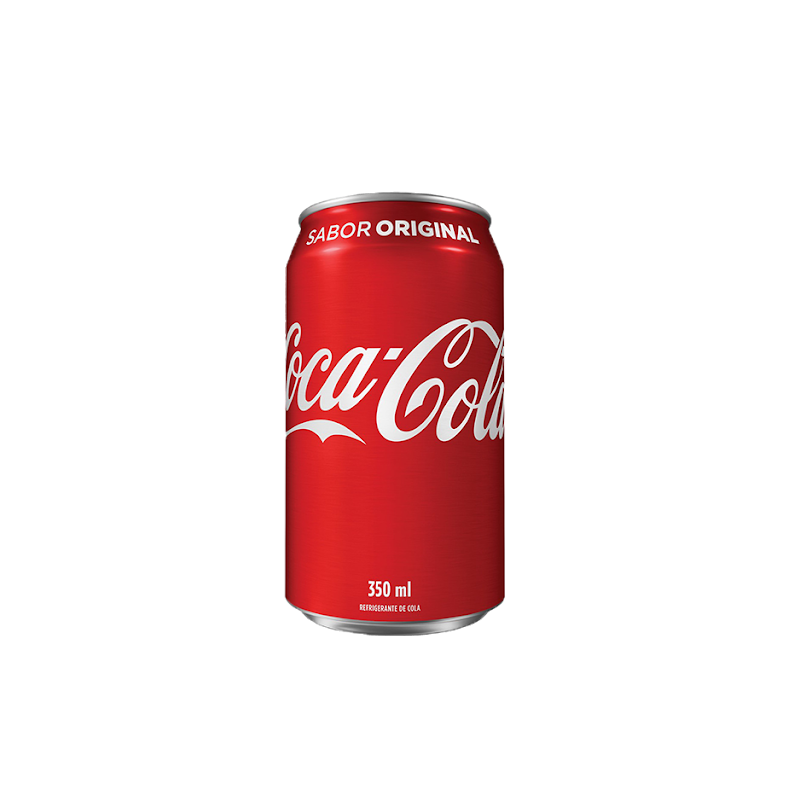 SABOR ORIGINAL
Coca-Cola
350 ml
REFRIGERANTE DE COLA